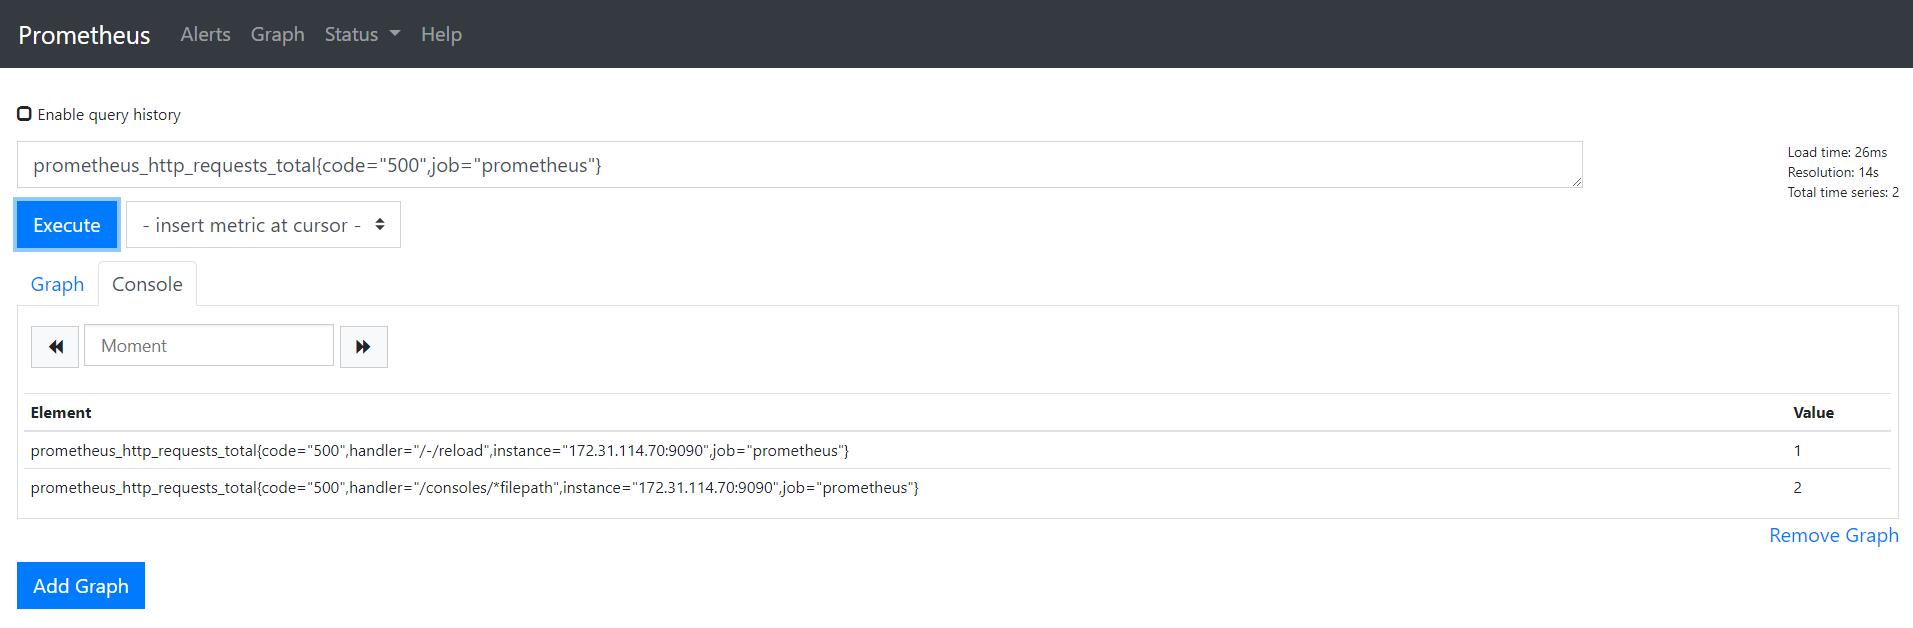 Prometheus Alerts Graph Status Help
Enable query history
prometheus_http_requests_total{code="500",job="prometheus"}
Load time: 26ms
Resolution: 14s
Total time series: 2
Execute - insert metric at cursor -
Graph Console
Moment
Element Value
prometheus_http_requests_total{code="500",handler="/-/reload",instance="172.31.114.70:9090",job="prometheus"} 1
prometheus_http_requests_total{code="500",handler="/consoles/*filepath",instance="172.31.114.70:9090",job="prometheus"} 2
Remove Graph
Add Graph